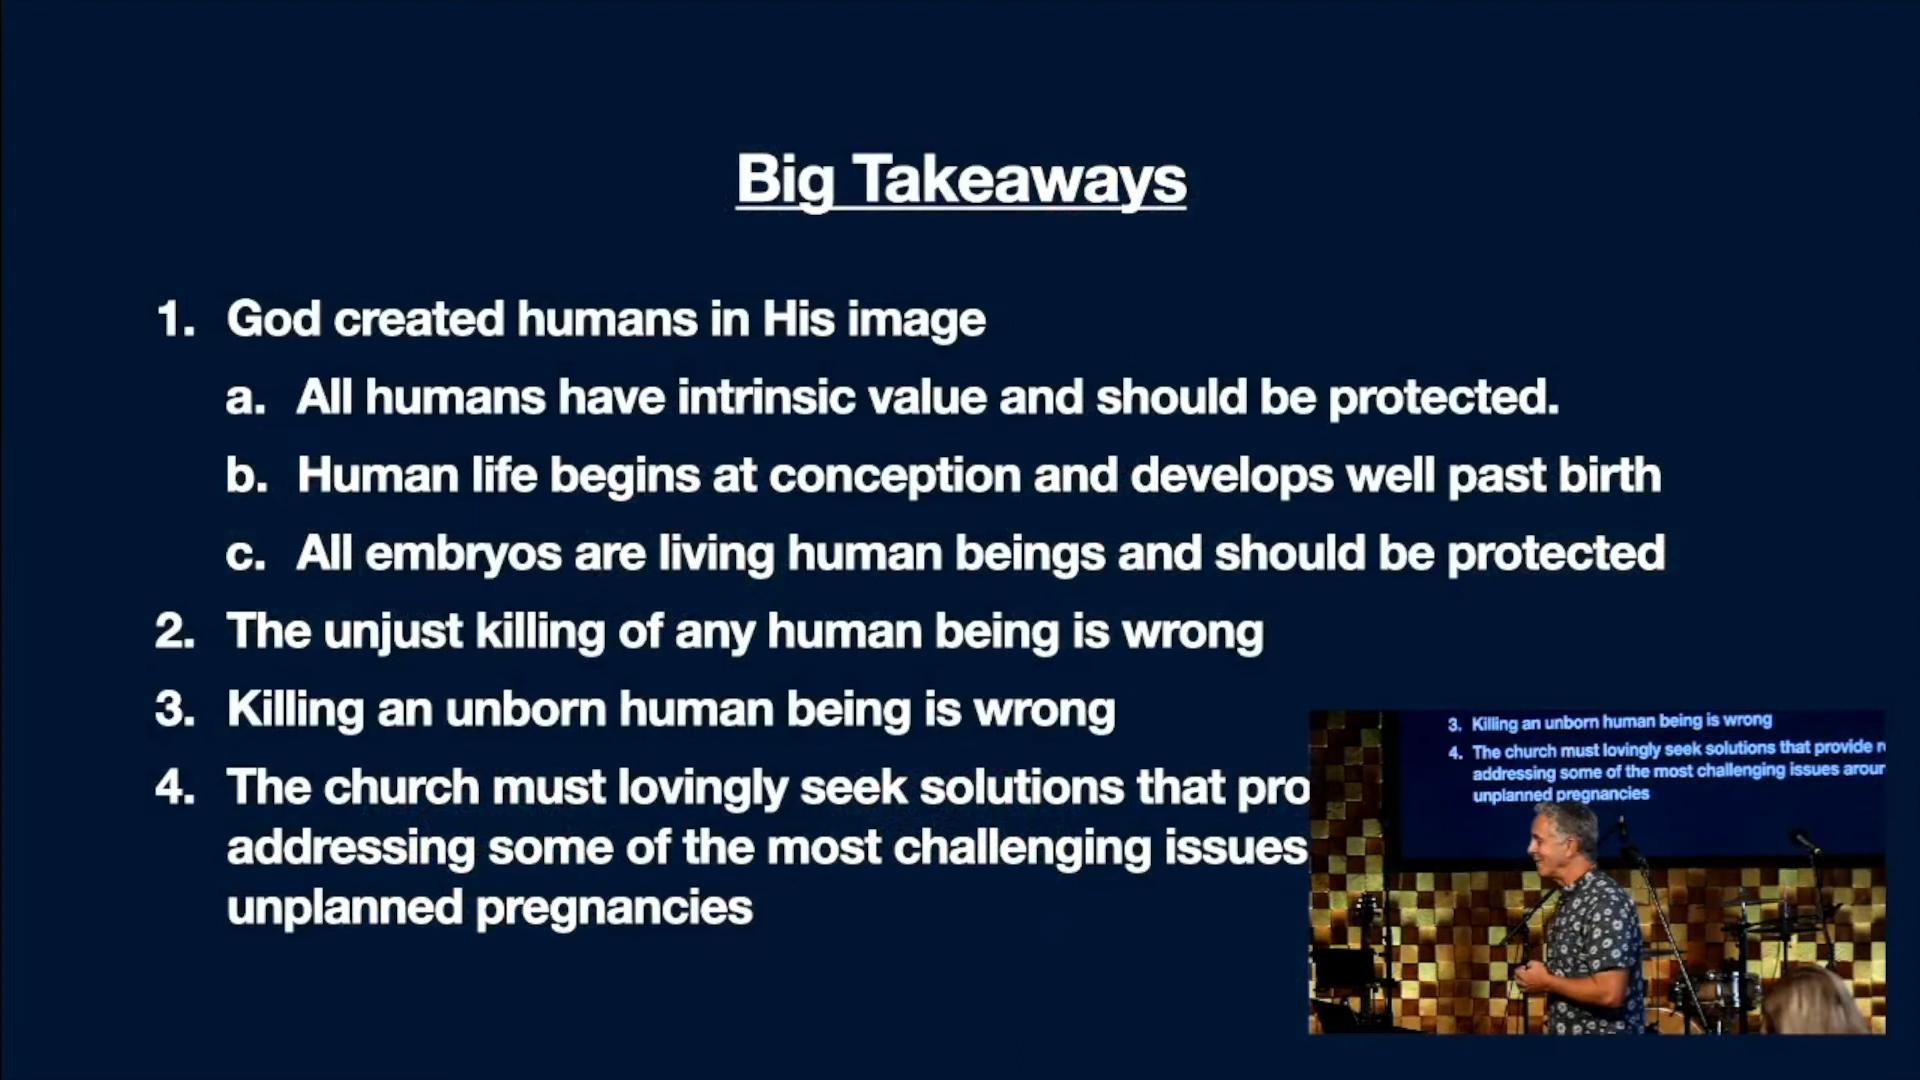 Big Takeaways
1. God created humans in His image
a. All humans have intrinsic value and should be protected.
b. Human life begins at conception and develops well past birth
c. All embryos are living human beings and should be protected
2. The unjust killing of any human being is wrong
3. Killing an unborn human being is wrong
4. The church must lovingly seek solutions that pro
addressing some of the most challenging issues
unplanned pregnancies
3. Killing an unborn human being is wrong
4. The church must lovingly seek solutions that provide
addressing some of the most challenging issues aroun
unplanned pregnancies